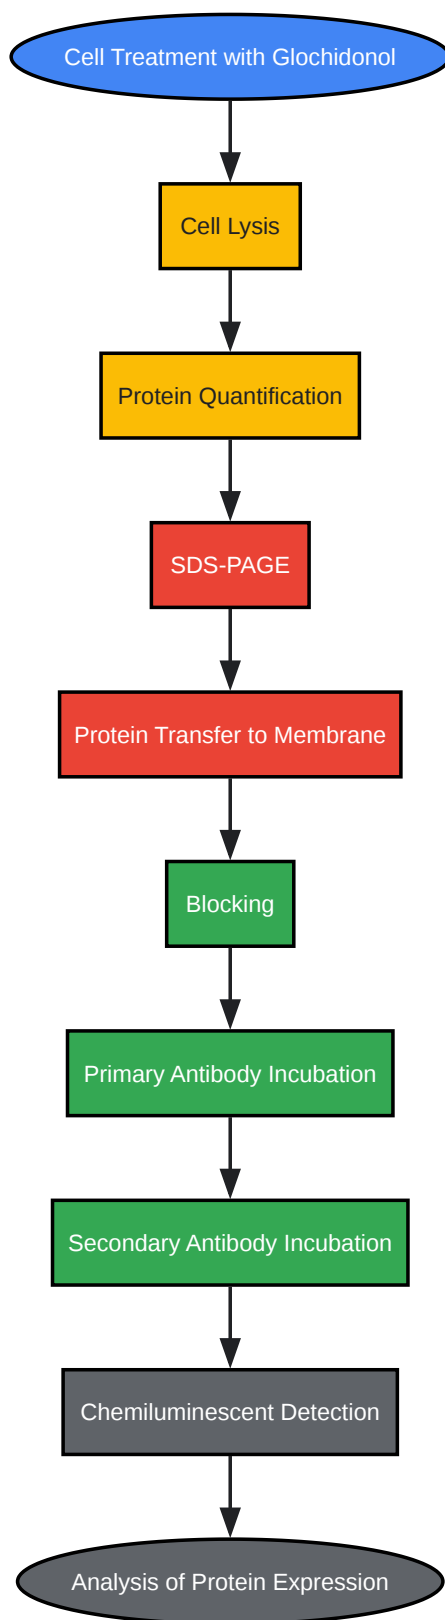 Cell Treatment with Glochidonol
Cell Lysis
Protein Quantification
SDS-PAGE
Protein Transfer to Membrane
Blocking
Primary Antibody Incubation
Secondary Antibody Incubation
Chemiluminescent Detection
Analysis of Protein Expression